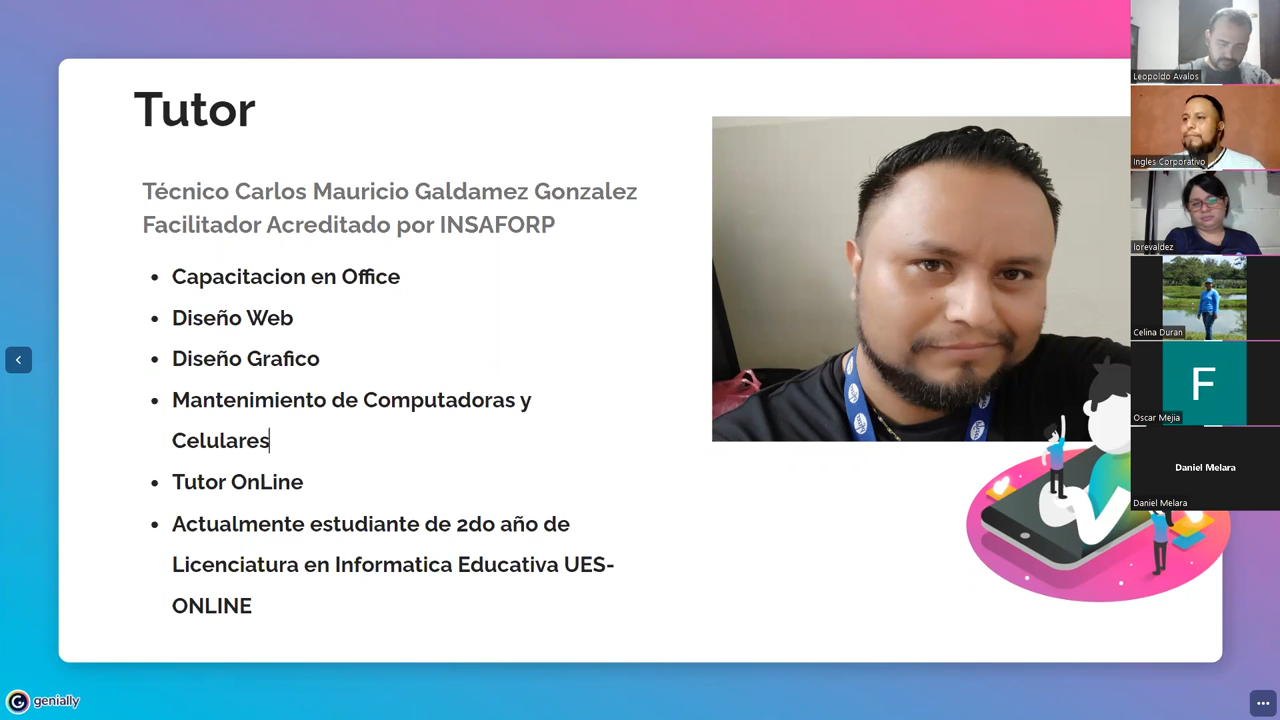 Tutor
Técnico Carlos Mauricio Galdamez Gonzalez
Facilitador Acreditado por INSAFORP
• Capacitacion en Office
• Diseño Web
• Diseño Grafico
• Mantenimiento de Computadoras y
Celulares
• Tutor OnLine
• Actualmente estudiante de 2do año de
Licenciatura en Informatica Educativa UES-
ONLINE
genially
Leopoldo Avalos
Ingles Corporativo
lorevaldez
Celina Duran
F
Oscar Mejia
Daniel Melara
Daniel Melara